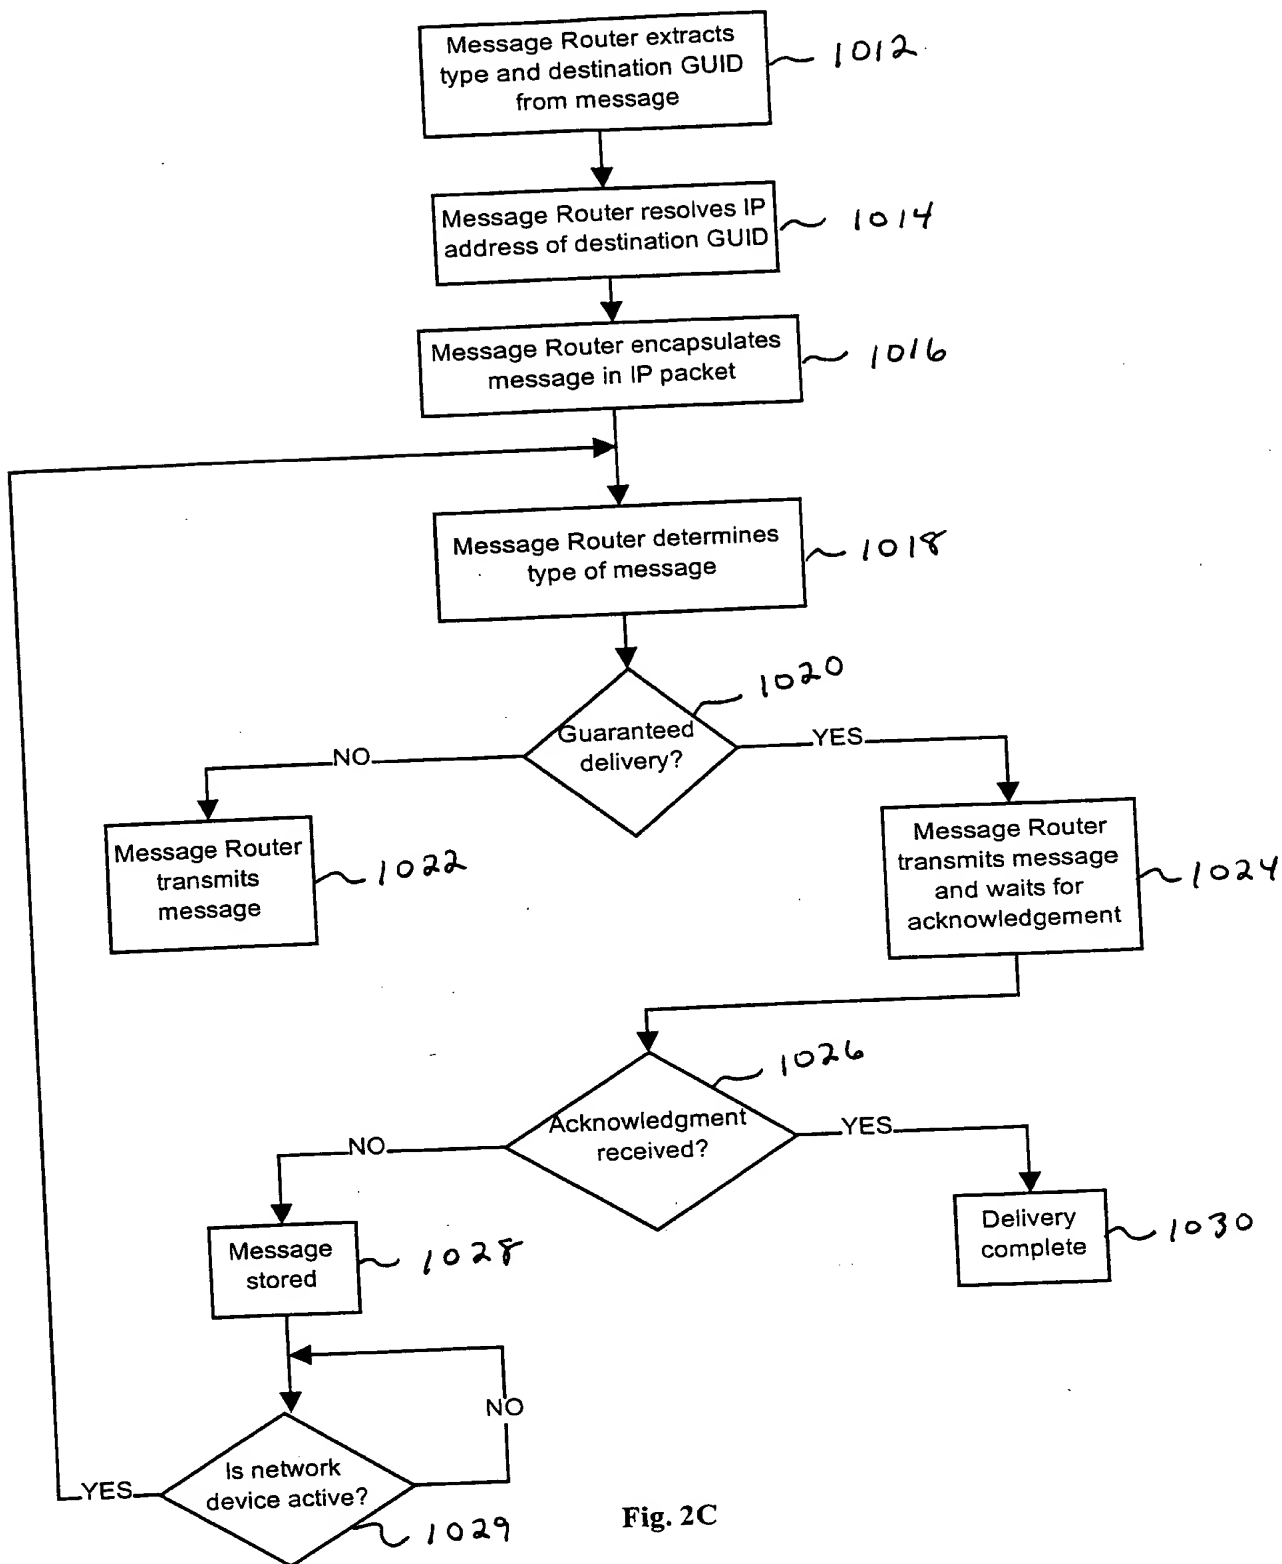 Message Router extracts
type and destination GUID
from message
1012
Message Router resolves IP
address of destination GUID
1014
Message Router encapsulates
message in IP packet
1016
Message Router determines
type of message
1018
1020
Guaranteed
delivery?
NO
YES
Message Router
transmits
message
1022
Message Router
transmits message
and waits for
acknowledgement
1024
1026
Acknowledgment
received?
NO
YES
Message
stored
1028
Delivery
complete
1030
NO
Is network
device active?
YES
1029
Fig. 2C